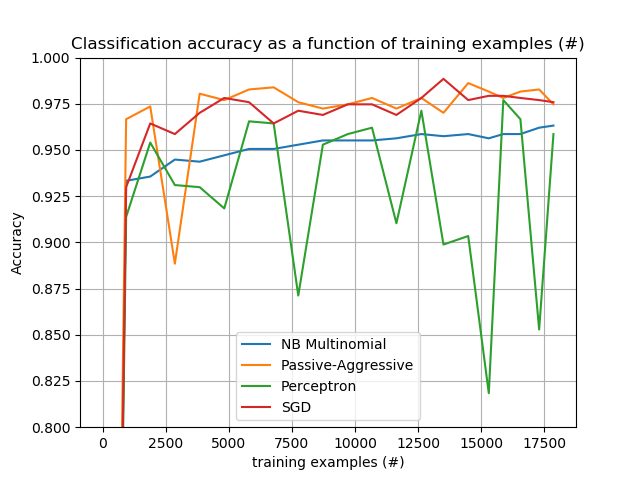 Classification accuracy as a function of training examples (#)
1.000
0.975
0.950
0.925
0.900
0.875
0.850
0.825
0.800
Accuracy
NB Multinomial
Passive-Aggressive
Perceptron
SGD
0 2500 5000 7500 10000 12500 15000 17500
training examples (#)